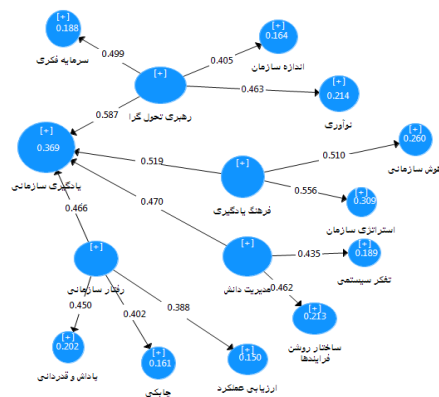 [+]
0.188
سرمایه فکری
[+]
0.164
اندازه سازمان
0.499
0.405
[+]
رهبری تحول گرا
0.463
[+]
0.214
نوآوری
0.587
[+]
0.369
یادگیری سازمانی
0.519
[+]
فرهنگ یادگیری
0.510
[+]
0.260
هوش سازمانی
0.556
[+]
0.309
استراتژی سازمان
0.466
0.470
[+]
رفتار سازمانی
[+]
مدیریت دانش
0.435
[+]
0.189
تفکر سیستمی
0.462
[+]
0.213
ساختار روشن
فرایندها
0.450
0.402
0.388
[+]
0.202
پاداش و قدردانی
[+]
0.161
چابکی
[+]
0.150
ارزیابی عملکرد